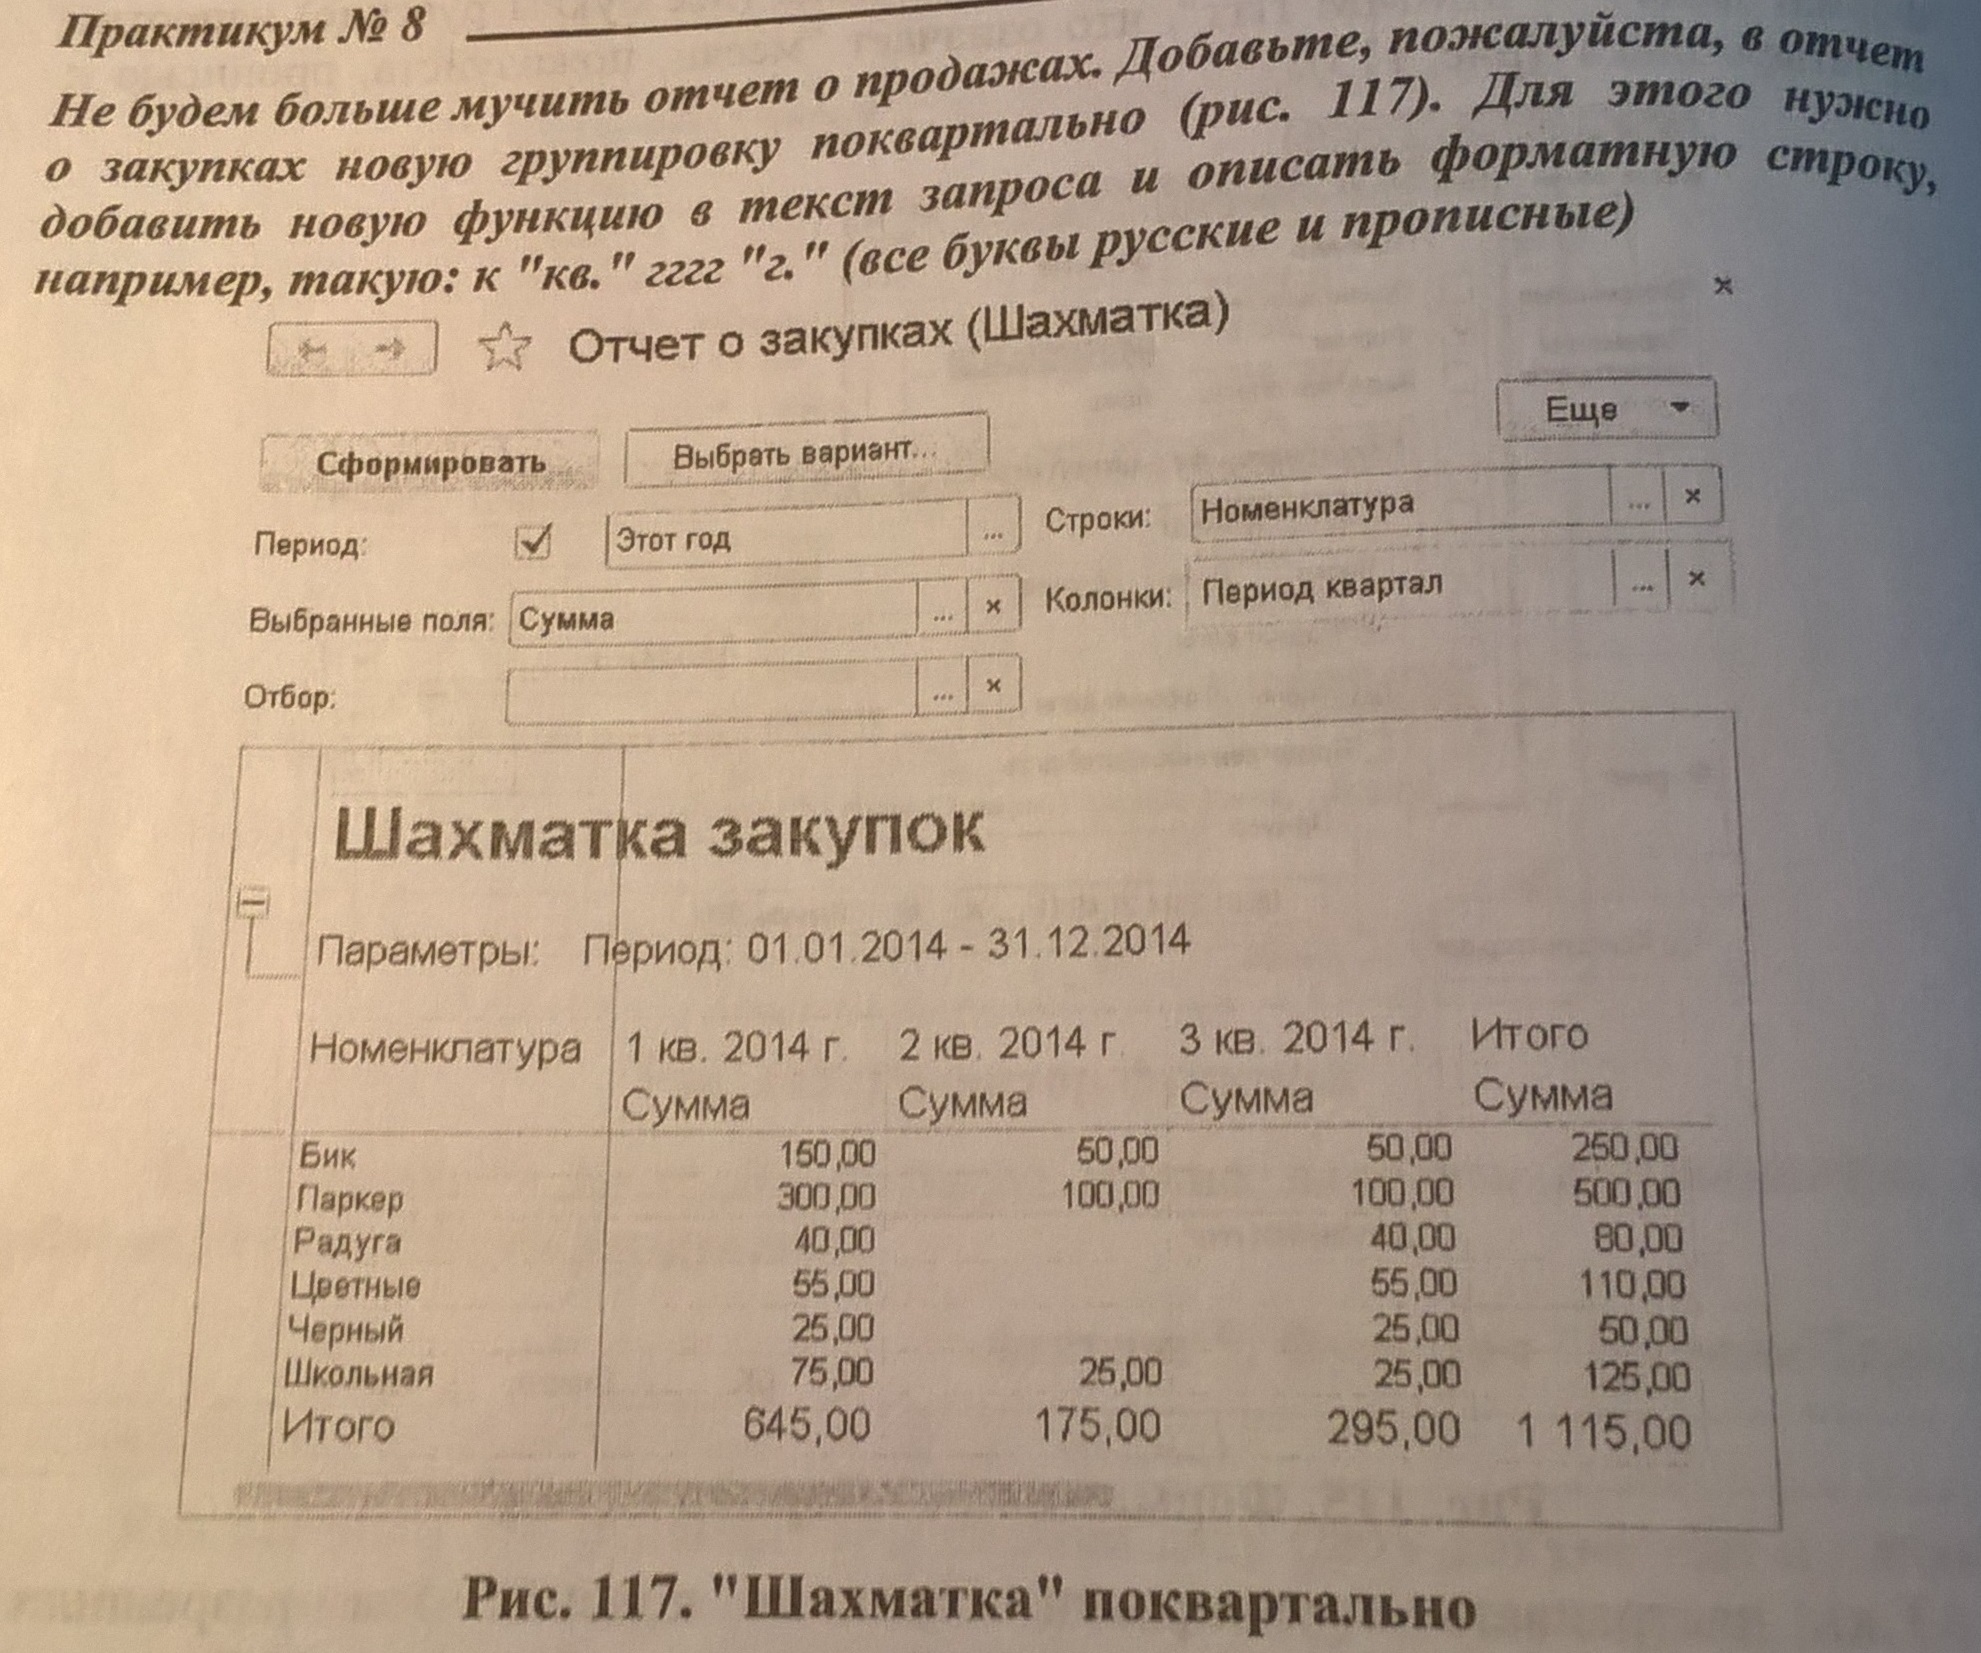 Практикум № 8
Не будем больше мучить отчет о продажах. Добавьте, пожалуйста, в отчет
о закупках новую группировку поквартально (рис. 117). Для этого нужно
добавить новую функцию в текст запроса и описать форматную строку,
например, такую: к "кв." гггг "г." (все буквы русские и прописные)
Отчет о закупках (Шахматка) ×
Сформировать Выбрать вариант... Еще
Период: Этот год ... Строки: Номенклатура ... ×
Выбранные поля: Сумма ... × Колонки: Период квартал ... ×
Отбор: ... ×
Шахматка закупок
Параметры: Период: 01.01.2014 - 31.12.2014
Номенклатура 1 кв. 2014 г. 2 кв. 2014 г. 3 кв. 2014 г. Итого
Сумма Сумма Сумма Сумма
Бик 150,00 50,00 50,00 250,00
Паркер 300,00 100,00 100,00 500,00
Радуга 40,00 40,00 80,00
Цветные 55,00 55,00 110,00
Черный 25,00 25,00 50,00
Школьная 75,00 25,00 25,00 125,00
Итого 645,00 175,00 295,00 1 115,00
Рис. 117. "Шахматка" поквартально